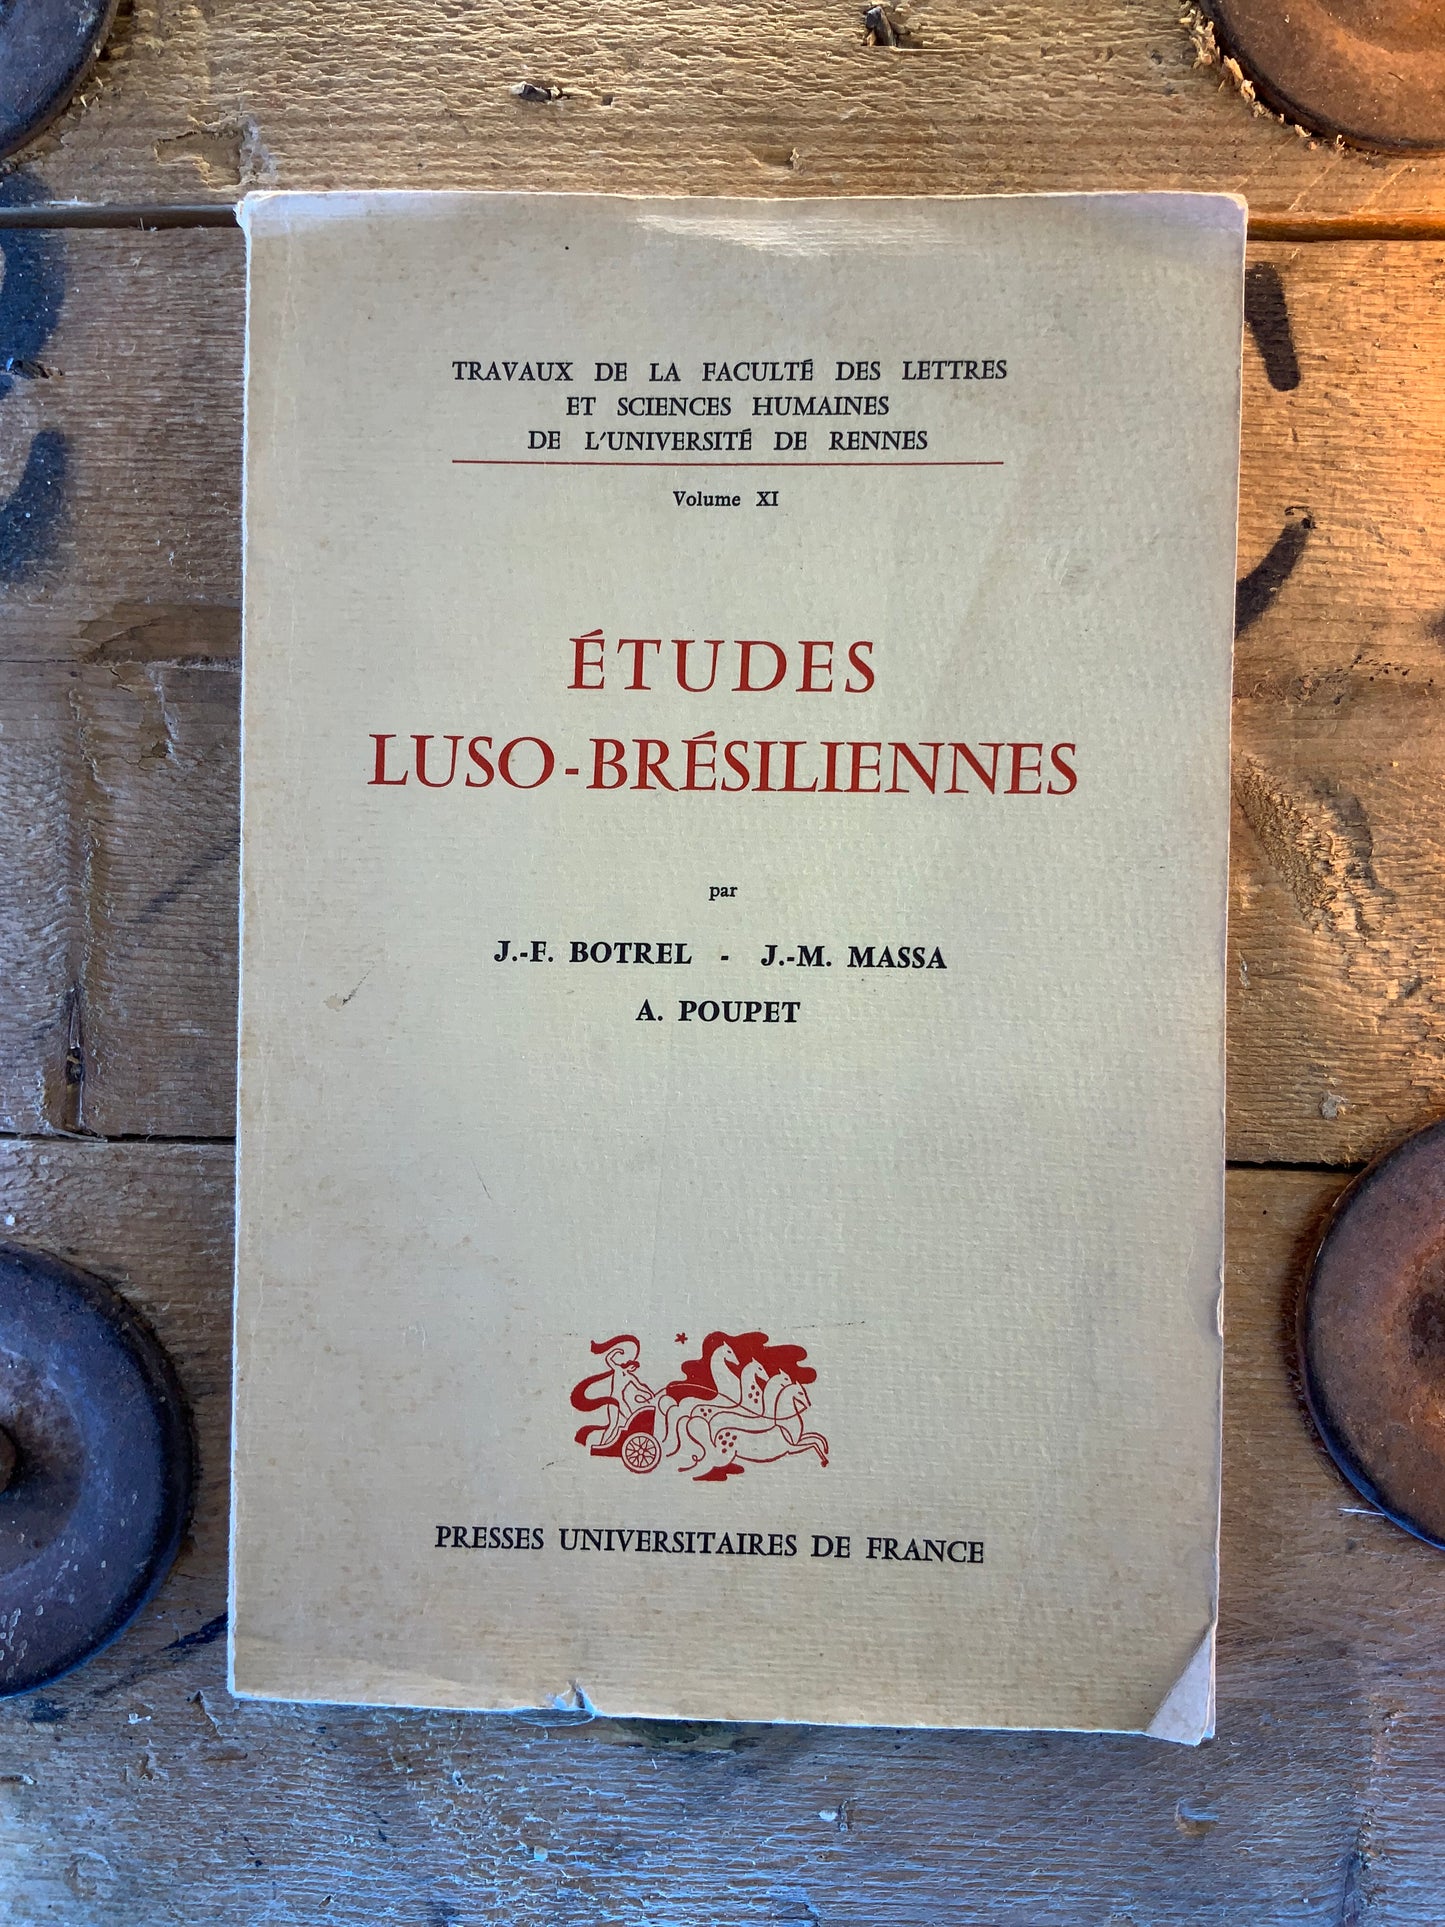 TRAVAUX DE LA FACULTÉ DES LETTRES
ET SCIENCES HUMAINES
DE L'UNIVERSITÉ DE RENNES
Volume XI
ÉTUDES
LUSO-BRÉSILIENNES
par
J.-F. BOTREL - J.-M. MASSA
A. POUPET
PRESSES UNIVERSITAIRES DE FRANCE